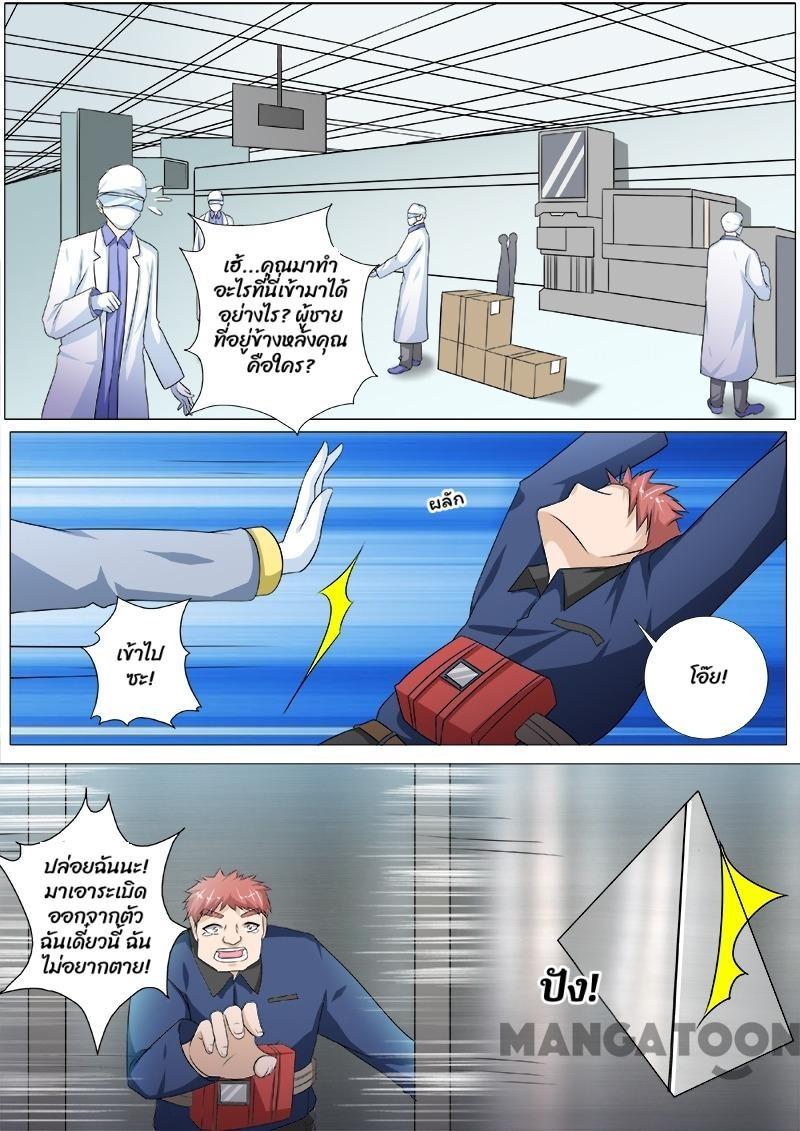 เฮ้...คุณมาทำ
อะไรที่นี่เข้ามาได้
อย่างไร? ผู้ชาย
ที่อยู่ข้างหลังคุณ
คือใคร?
ผลัก
เข้าไป
ซะ!
โอ๊ย!
ปล่อยฉันนะ!
มาเอาระเบิด
ออกจากตัว
ฉันเดี๋ยวนี้ ฉัน
ไม่อยากตาย!
ปัง!
MANGATOON